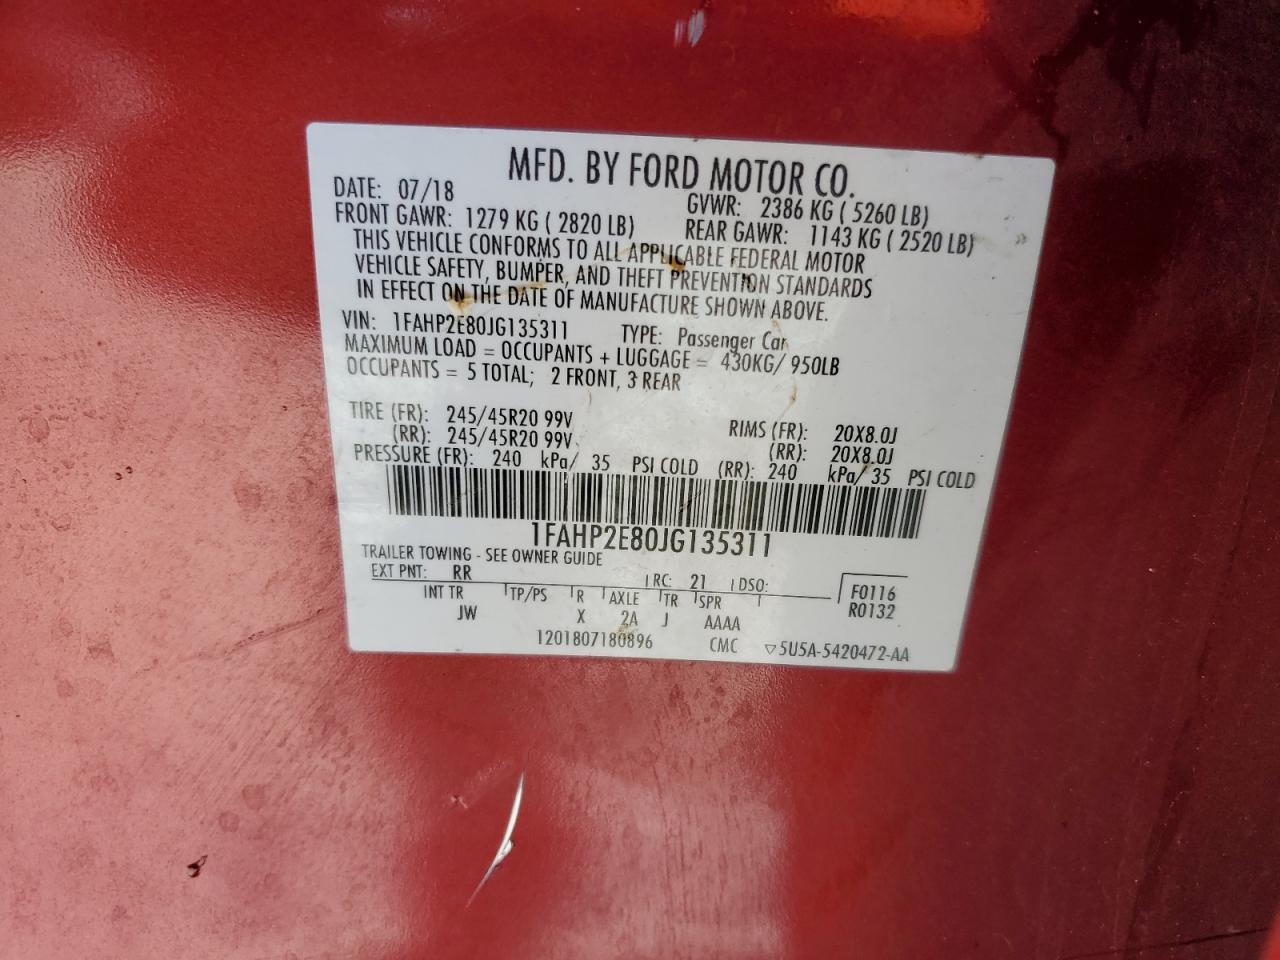 MFD. BY FORD MOTOR CO.
DATE: 07/18 GVWR: 2386 KG ( 5260 LB)
FRONT GAWR: 1279 KG ( 2820 LB) REAR GAWR: 1143 KG ( 2520 LB)
THIS VEHICLE CONFORMS TO ALL APPLICABLE FEDERAL MOTOR
VEHICLE SAFETY, BUMPER, AND THEFT PREVENTION STANDARDS
IN EFFECT ON THE DATE OF MANUFACTURE SHOWN ABOVE.
VIN: 1FAHP2E80JG135311 TYPE: Passenger Car
MAXIMUM LOAD = OCCUPANTS + LUGGAGE = 430KG/ 950LB
OCCUPANTS = 5 TOTAL; 2 FRONT, 3 REAR
TIRE (FR): 245/45R20 99V RIMS (FR): 20X8.0J
(RR): 245/45R20 99V (RR): 20X8.0J
PRESSURE (FR): 240 kPa/ 35 PSI COLD (RR): 240 kPa/ 35 PSI COLD
1FAHP2E80JG135311
TRAILER TOWING - SEE OWNER GUIDE
EXT PNT: RR RC: 21 DSO: F0116
INT TR TP/PS R AXLE TR SPR R0132
JW X 2A J AAAA
1201807180896 CMC ▽5U5A-5420472-AA